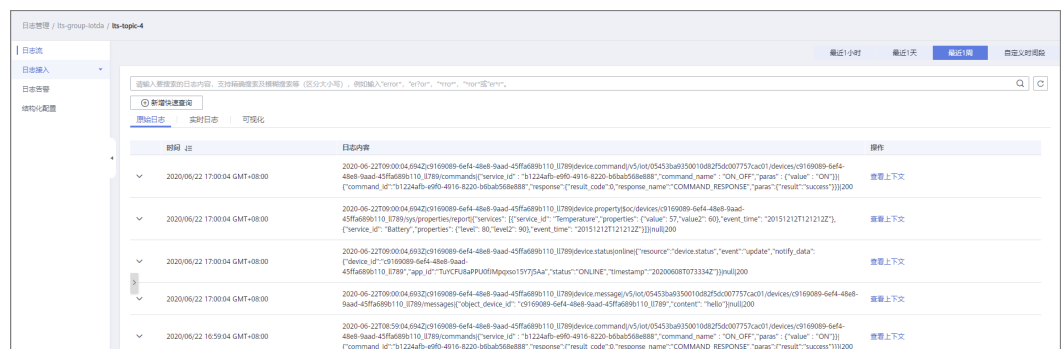 日志管理 / lts-group-iotda / lts-topic-4
日志流
日志接入
日志告警
结构化配置
最近1小时 最近1天 最近1周 自定义时间段
请输入要搜索的日志内容，支持精确搜索及模糊搜索等（区分大小写），例如输入"error"、"er?or"、"*rro*"、"*ror"或"er*r"。
新增快速查询
原始日志 实时日志 可视化
时间 日志内容 操作
2020-06-22T09:00:04,694Z|c9169089-6ef4-48e8-9aad-45ffa689b110_ll789|device.command|/v5/iot/05453ba9350010d82f5dc007757cac01/devices/c9169089-6ef4-
2020/06/22 17:00:04 GMT+08:00 48e8-9aad-45ffa689b110_ll789/commands|{"service_id" : "b1224afb-e9f0-4916-8220-b6bab568e888","command_name" : "ON_OFF","paras" : {"value" : "ON"}}| 查看上下文
{"command_id":"b1224afb-e9f0-4916-8220-b6bab568e888","response":{"result_code":0,"response_name":"COMMAND_RESPONSE","paras":{"result":"success"}}}|200
2020-06-22T09:00:04,694Z|c9169089-6ef4-48e8-9aad-45ffa689b110_ll789|device.property|$oc/devices/c9169089-6ef4-48e8-9aad-
2020/06/22 17:00:04 GMT+08:00 45ffa689b110_ll789/sys/properties/report|{"services": [{"service_id": "Temperature","properties": {"value": 57,"value2": 60},"event_time": "20151212T121212Z"}, 查看上下文
{"service_id": "Battery","properties": {"level": 80,"level2": 90},"event_time": "20151212T121212Z"}]}|null|200
2020-06-22T09:00:04,693Z|c9169089-6ef4-48e8-9aad-45ffa689b110_ll789|device.status|online|{"resource":"device.status","event":"update","notify_data":
2020/06/22 17:00:04 GMT+08:00 {"device_id":"c9169089-6ef4-48e8-9aad- 查看上下文
45ffa689b110_ll789","app_id":"TuYCFU8aPPU0fIMpqxso15Y7J5Aa","status":"ONLINE","timestamp":"20200608T073334Z"}}|null|200
2020-06-22T09:00:04,693Z|c9169089-6ef4-48e8-9aad-45ffa689b110_ll789|device.message|/v5/iot/05453ba9350010d82f5dc007757cac01/devices/c9169089-6ef4-48e8-
2020/06/22 17:00:04 GMT+08:00 9aad-45ffa689b110_ll789/messages|{"object_device_id": "c9169089-6ef4-48e8-9aad-45ffa689b110_ll789","content": "hello"}|null|200 查看上下文
2020-06-22T08:59:04,694Z|c9169089-6ef4-48e8-9aad-45ffa689b110_ll789|device.command|/v5/iot/05453ba9350010d82f5dc007757cac01/devices/c9169089-6ef4-
2020/06/22 16:59:04 GMT+08:00 48e8-9aad-45ffa689b110_ll789/commands|{"service_id" : "b1224afb-e9f0-4916-8220-b6bab568e888","command_name" : "ON_OFF","paras" : {"value" : "ON"}}| 查看上下文
{"command_id":"b1224afb-e9f0-4916-8220-b6bab568e888","response":{"result_code":0,"response_name":"COMMAND_RESPONSE","paras":{"result":"success"}}}|200